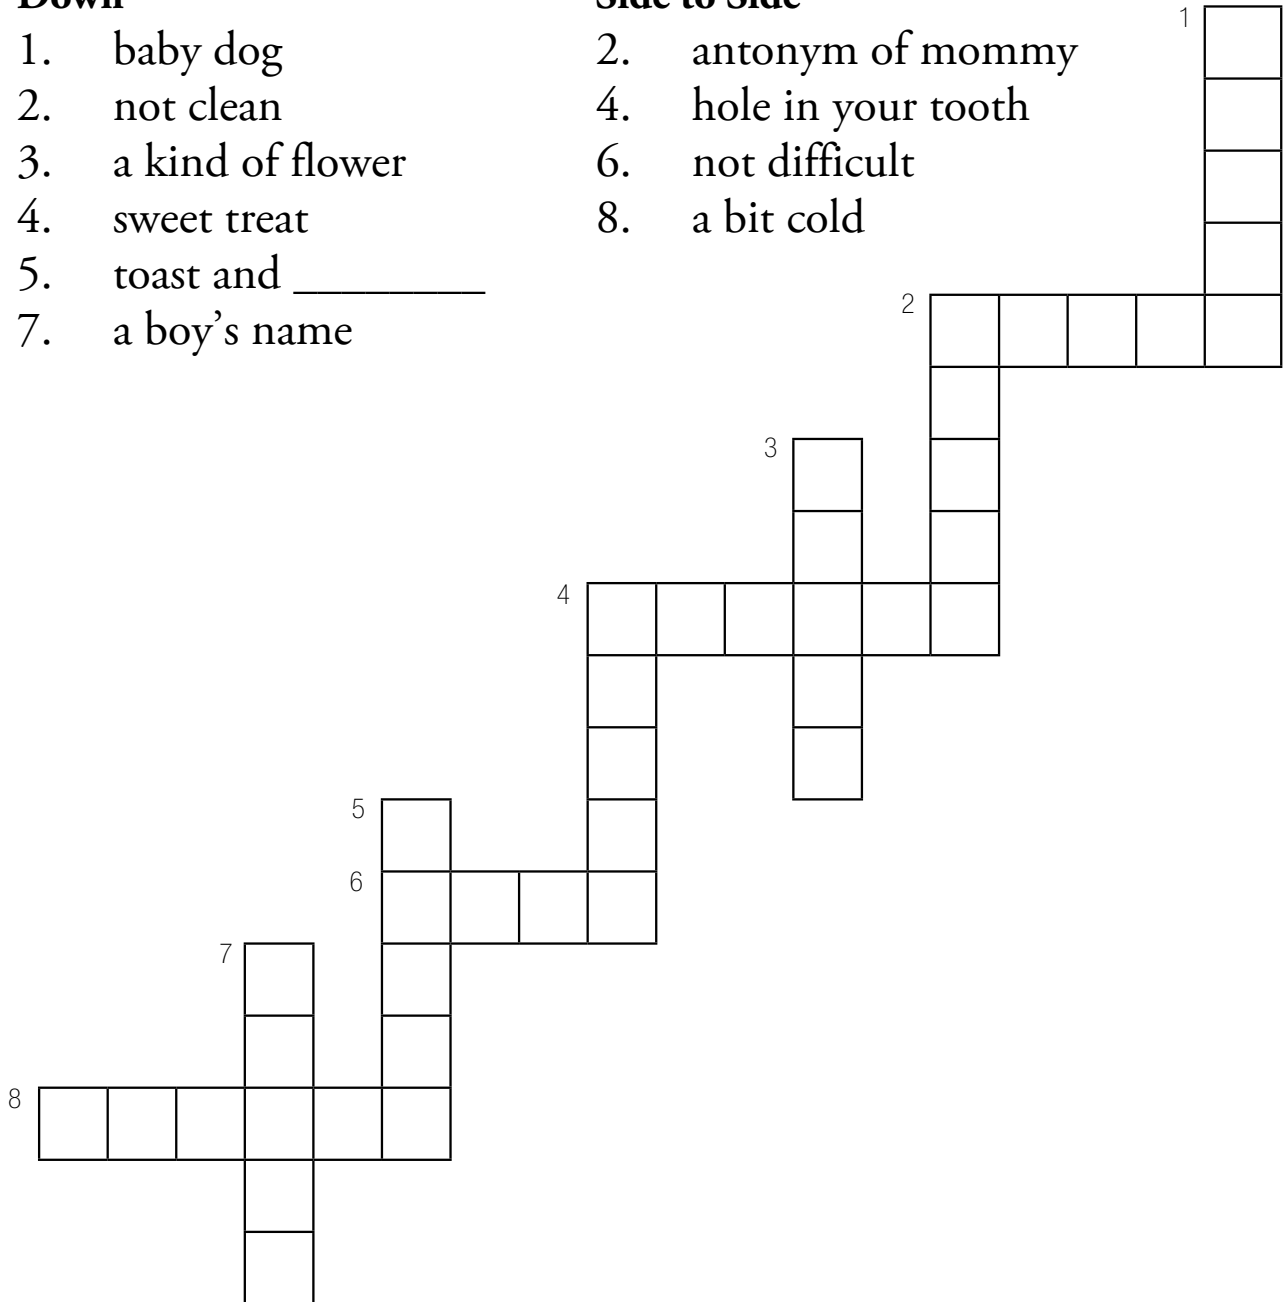 Down
1. baby dog
2. not clean
3. a kind of flower
4. sweet treat
5. toast and ________
7. a boy’s name
Side to Side
2. antonym of mommy
4. hole in your tooth
6. not difficult
8. a bit cold
1
2
3
4
5
6
7
8